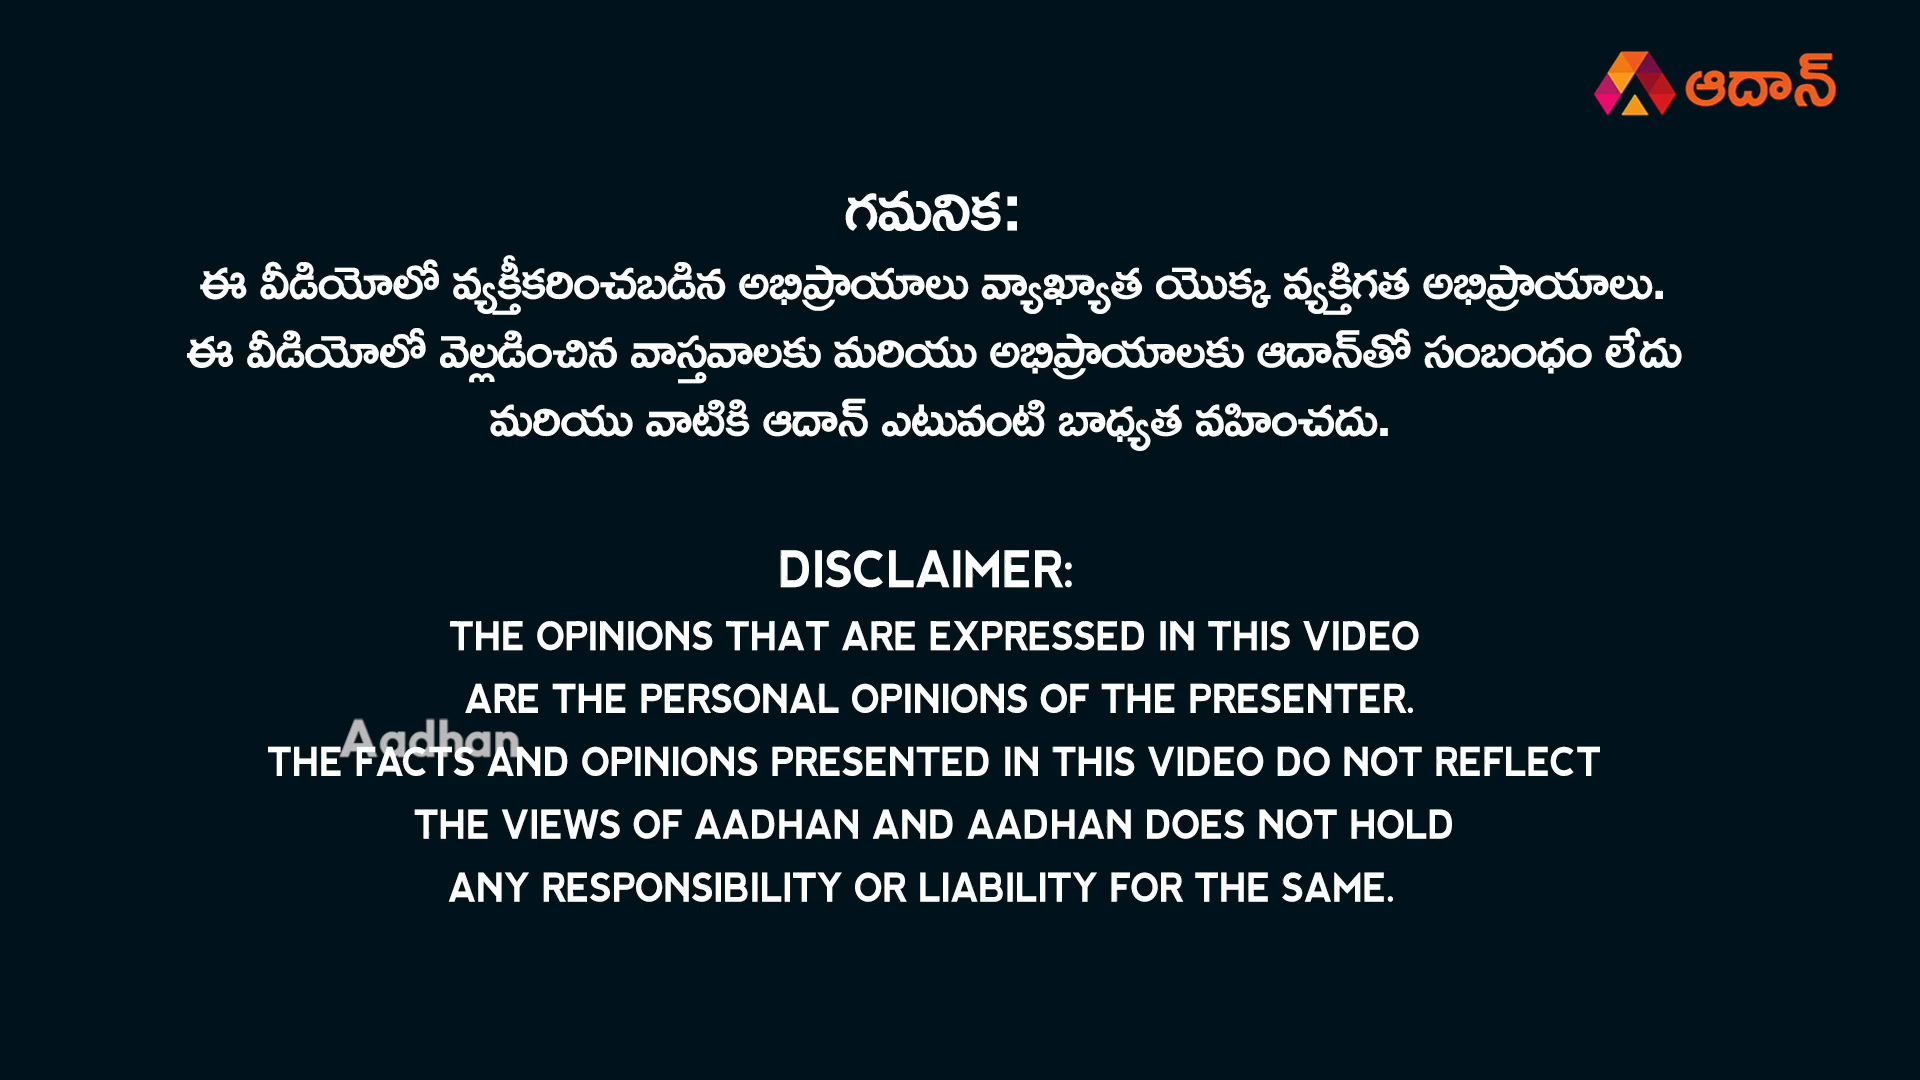 ఆదాన్
గమనిక:
ఈ వీడియోలో వ్యక్తీకరించబడిన అభిప్రాయాలు వ్యాఖ్యాత యొక్క వ్యక్తిగత అభిప్రాయాలు.
ఈ వీడియోలో వెల్లడించిన వాస్తవాలకు మరియు అభిప్రాయాలకు ఆదాన్‌తో సంబంధం లేదు
మరియు వాటికి ఆదాన్ ఎటువంటి బాధ్యత వహించదు.
DISCLAIMER:
THE OPINIONS THAT ARE EXPRESSED IN THIS VIDEO
ARE THE PERSONAL OPINIONS OF THE PRESENTER.
Aadhan
THE FACTS AND OPINIONS PRESENTED IN THIS VIDEO DO NOT REFLECT
THE VIEWS OF AADHAN AND AADHAN DOES NOT HOLD
ANY RESPONSIBILITY OR LIABILITY FOR THE SAME.